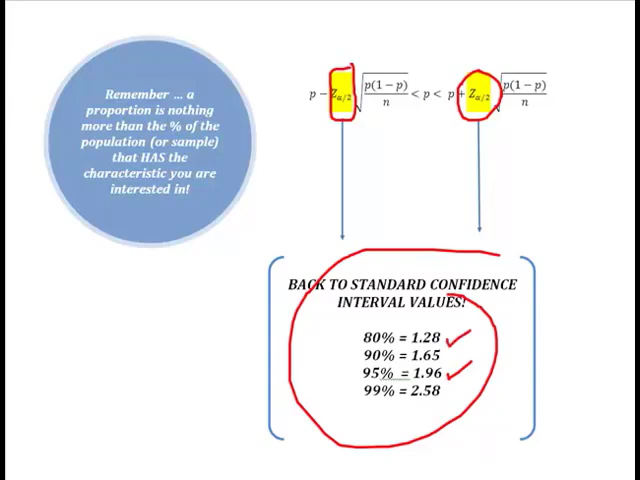 Remember ... a
proportion is nothing
more than the % of the
population (or sample)
that HAS the
characteristic you are
interested in!
p − Z_{α/2} √(p(1 − p)/n) < p < p + Z_{α/2} √(p(1 − p)/n)
BACK TO STANDARD CONFIDENCE
INTERVAL VALUES!
80% = 1.28
90% = 1.65
95% = 1.96
99% = 2.58